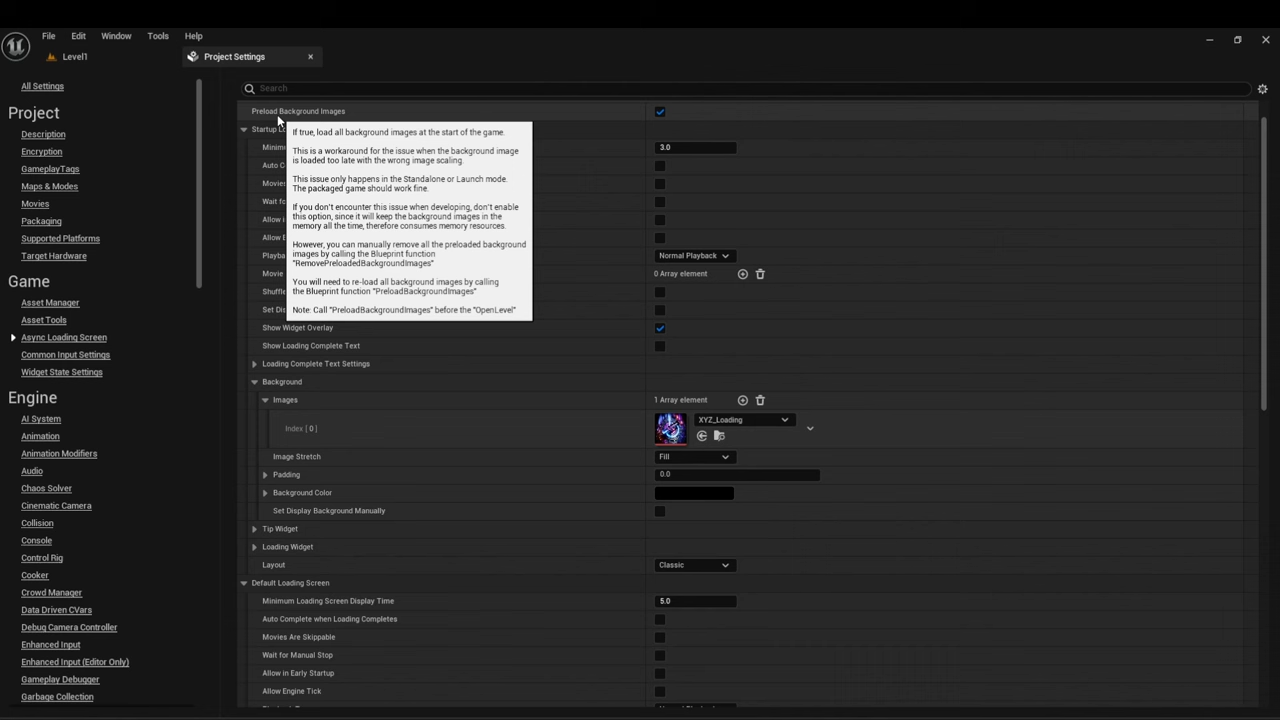 File Edit Window Tools Help
Level1
Project Settings
All Settings
Project
Description
Encryption
GameplayTags
Maps & Modes
Movies
Packaging
Supported Platforms
Target Hardware
Game
Asset Manager
Asset Tools
Async Loading Screen
Common Input Settings
Widget State Settings
Engine
AI System
Animation
Animation Modifiers
Audio
Chaos Solver
Cinematic Camera
Collision
Console
Control Rig
Cooker
Crowd Manager
Data Driven CVars
Debug Camera Controller
Enhanced Input
Enhanced Input (Editor Only)
Gameplay Debugger
Garbage Collection
Search
Preload Background Images
Startup
If true, load all background images at the start of the game.
This is a workaround for the issue when the background image
is loaded too late with the wrong image scaling.
This issue only happens in the Standalone or Launch mode.
The packaged game should work fine.
If you don't encounter this issue when developing, don't enable
this option, since it will keep the background images in the
memory all the time, therefore consumes memory resources.
However, you can manually remove all the preloaded background
images by calling the Blueprint function
"RemovePreloadedBackgroundImages"
You will need to re-load all background images by calling
the Blueprint function "PreloadBackgroundImages"
Note: Call "PreloadBackgroundImages" before the "OpenLevel"
3.0
Auto
Wait
Allow
Allow
Normal Playback
Movie
0 Array element
Set
Show Widget Overlay
Show Loading Complete Text
Loading Complete Text Settings
Background
Images
1 Array element
Index [ 0 ]
XYZ_Loading
Image Stretch
Fill
Padding
0.0
Background Color
Set Display Background Manually
Tip Widget
Loading Widget
Layout
Classic
Default Loading Screen
Minimum Loading Screen Display Time
5.0
Auto Complete when Loading Completes
Movies Are Skippable
Wait for Manual Stop
Allow in Early Startup
Allow Engine Tick